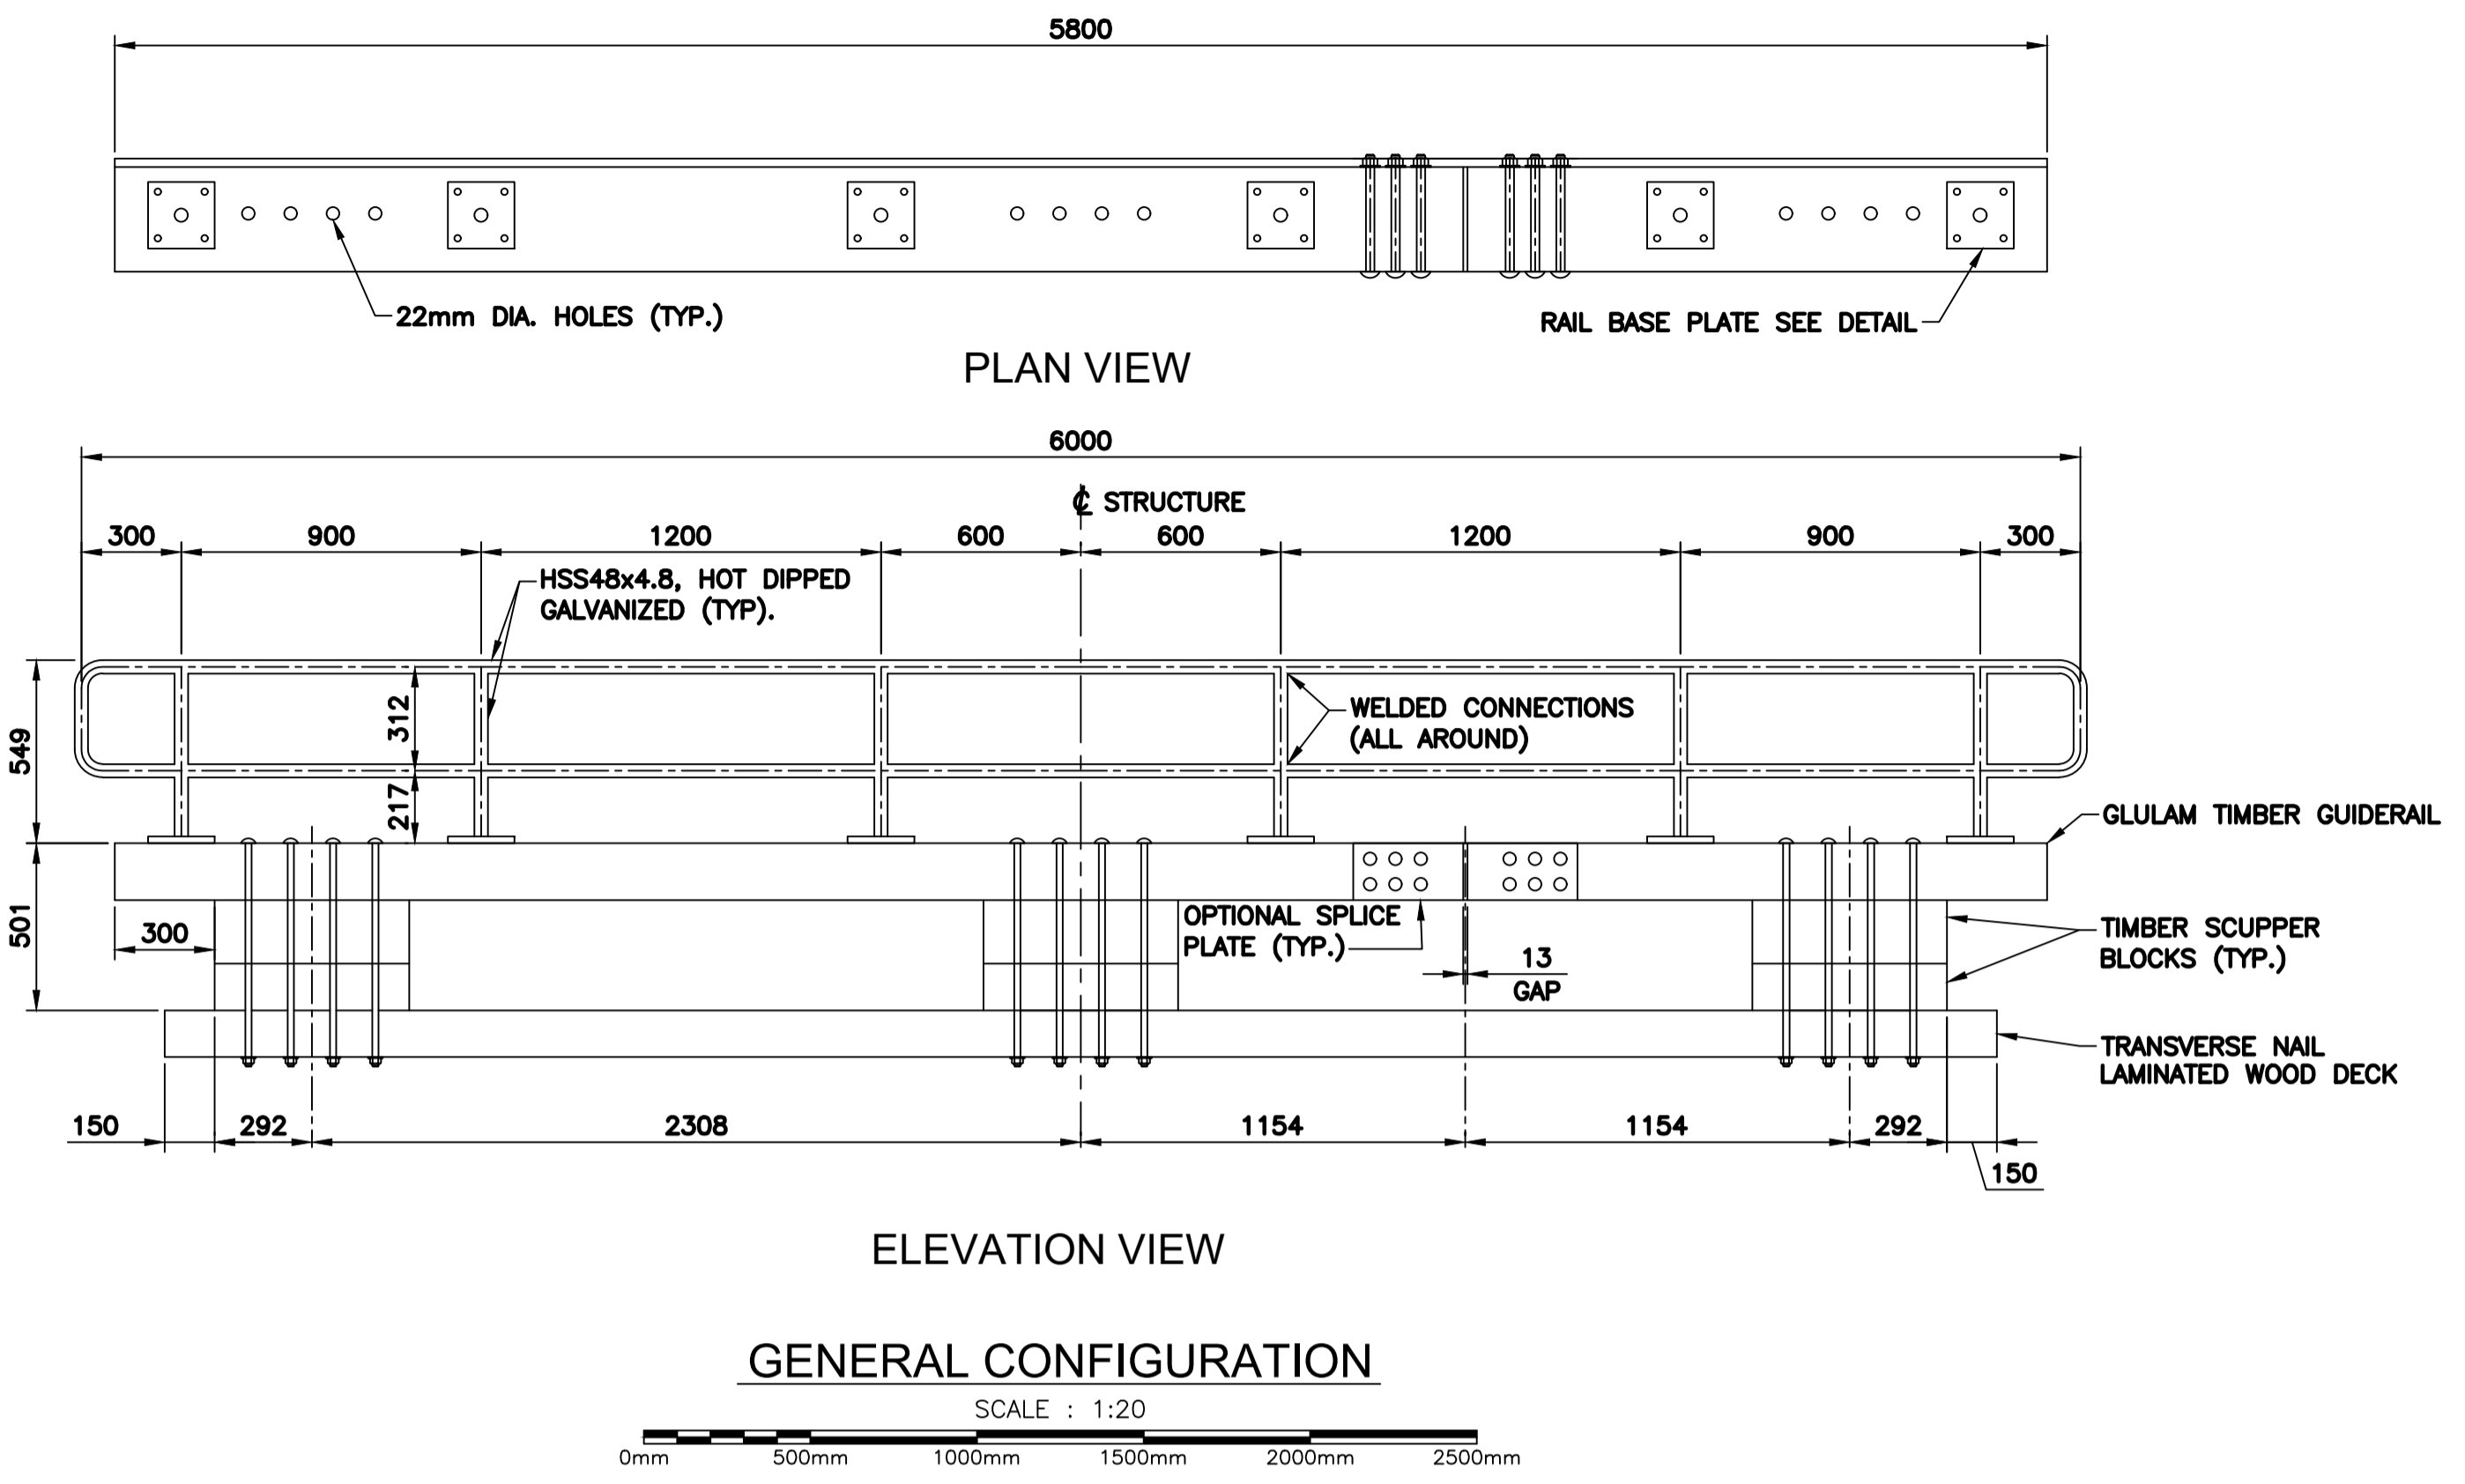 5800
22mm DIA. HOLES (TYP.)
RAIL BASE PLATE SEE DETAIL
PLAN VIEW
6000
℄ STRUCTURE
300 900 1200 600 600 1200 900 300
HSS48x4.8, HOT DIPPED
GALVANIZED (TYP).
312
WELDED CONNECTIONS
(ALL AROUND)
549
217
GLULAM TIMBER GUIDERAIL
501
300
OPTIONAL SPLICE
PLATE (TYP.)
13
GAP
TIMBER SCUPPER
BLOCKS (TYP.)
TRANSVERSE NAIL
LAMINATED WOOD DECK
150 292 2308 1154 1154 292
150
ELEVATION VIEW
GENERAL CONFIGURATION
SCALE : 1:20
0mm 500mm 1000mm 1500mm 2000mm 2500mm